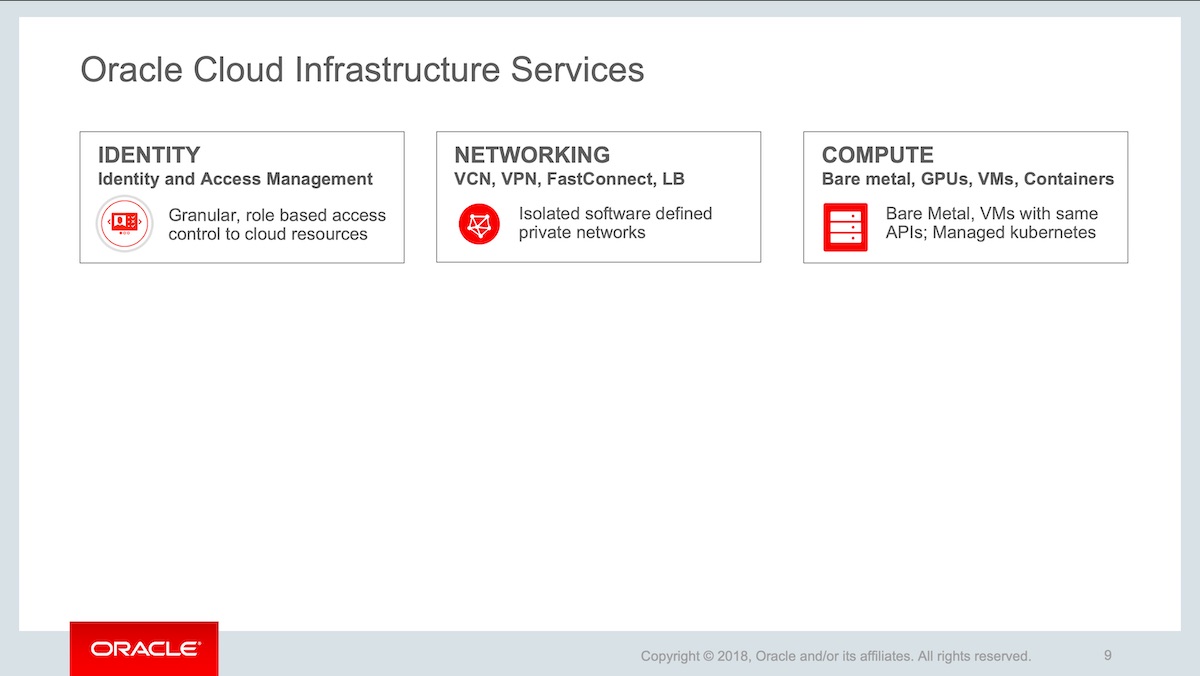 Oracle Cloud Infrastructure Services
IDENTITY
Identity and Access Management
Granular, role based access
control to cloud resources
NETWORKING
VCN, VPN, FastConnect, LB
Isolated software defined
private networks
COMPUTE
Bare metal, GPUs, VMs, Containers
Bare Metal, VMs with same
APIs; Managed kubernetes
ORACLE®
Copyright © 2018, Oracle and/or its affiliates. All rights reserved.
9